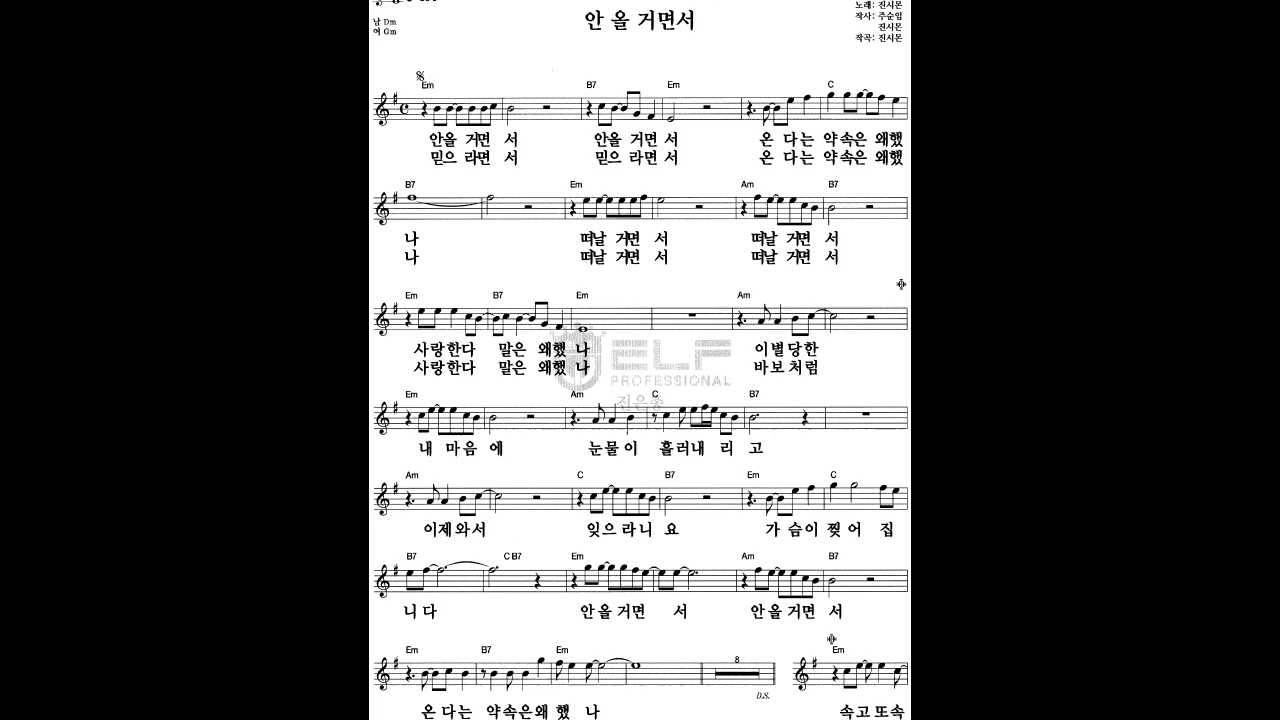 노래: 진시몬
남 Dm
안 올 거면서
작사: 주순임
여 Gm
진시몬
작곡: 진시몬
Em B7 Em C
안올 거면 서 안올 거면 서 온 다는 약속은 왜했
믿으 라면 서 믿으 라면 서 온 다는 약속은 왜했
B7 Em Am B7
나 떠날 거면 서 떠날 거면 서
나 떠날 거면 서 떠날 거면 서
Em B7 Em Am
사랑한다 말은 왜했 나 이별당한
사랑한다 말은 왜했 나 바보처럼
ELF
PROFESSIONAL
진은총
Em Am C B7
내 마음 에 눈물이 흘러내 리 고
Am C B7 Em C
이제와서 잊으라니 요 가 슴이 찢어 집
B7 C B7 Em Am B7
니다 안올거면 서 안올거면 서
Em B7 Em 8 Em
D.S.
온다는 약속은왜 했 나 속고또속